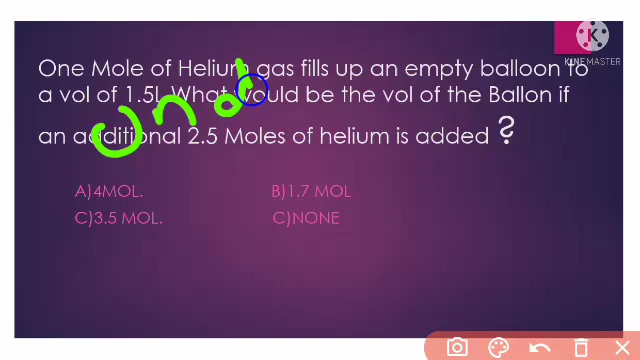 K
KINEMASTER
One Mole of Helium gas fills up an empty balloon to
a vol of 1.5L. What would be the vol of the Ballon if
an additional 2.5 Moles of helium is added ?
A)4MOL.
B)1.7 MOL
C)3.5 MOL.
C)NONE